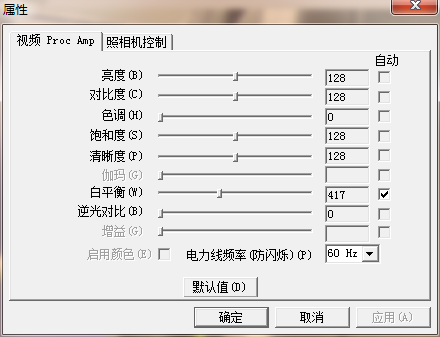 属性
视频 Proc Amp 照相机控制
自动
亮度(B) 128
对比度(C) 128
色调(H) 0
饱和度(S) 128
清晰度(P) 128
伽玛(G)
白平衡(W) 417
逆光对比(B) 0
增益(G)
启用颜色(E) 电力线频率(防闪烁)(P) 60 Hz
默认值(D)
确定 取消 应用(A)